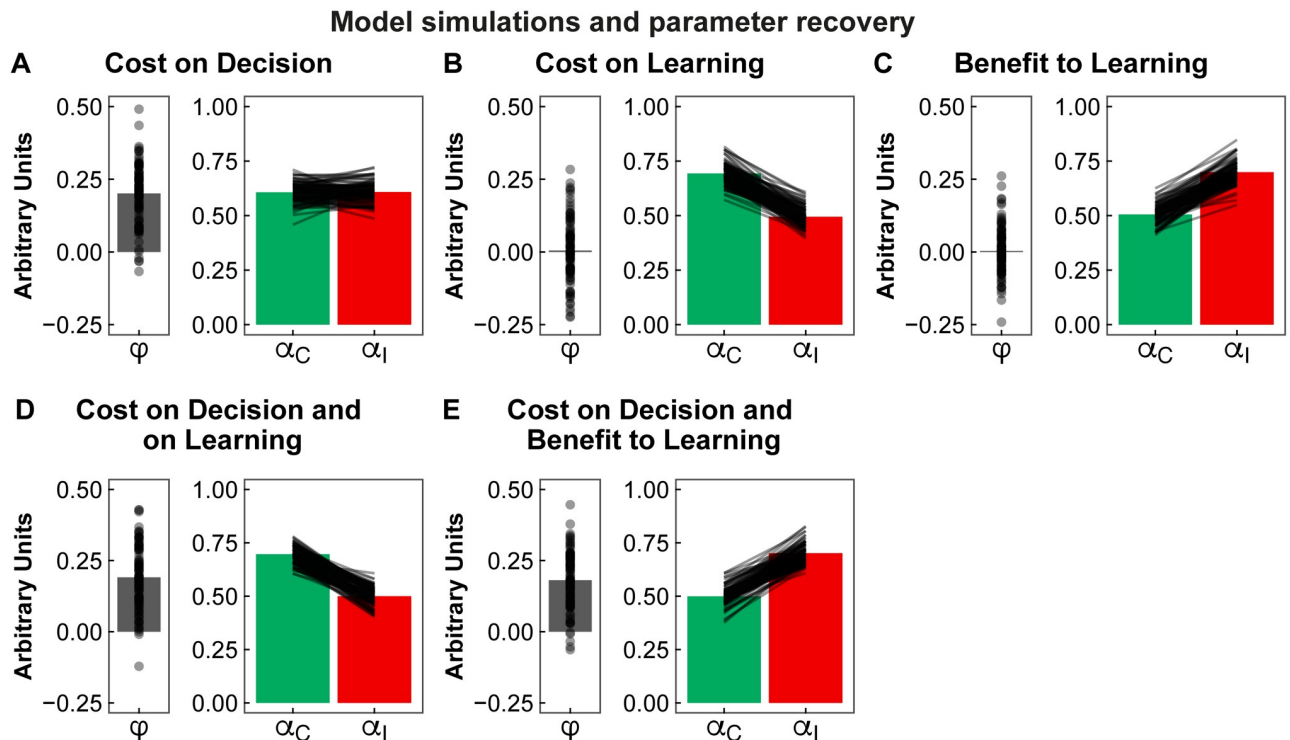 Model simulations and parameter recovery
A Cost on Decision
Arbitrary Units
0.50
0.25
0.00
−0.25
φ
1.00
0.75
0.50
0.25
0.00
αC αI
B Cost on Learning
Arbitrary Units
0.50
0.25
0.00
−0.25
φ
1.00
0.75
0.50
0.25
0.00
αC αI
C Benefit to Learning
Arbitrary Units
0.50
0.25
0.00
−0.25
φ
1.00
0.75
0.50
0.25
0.00
αC αI
D Cost on Decision and
on Learning
Arbitrary Units
0.50
0.25
0.00
−0.25
φ
1.00
0.75
0.50
0.25
0.00
αC αI
E Cost on Decision and
Benefit to Learning
Arbitrary Units
0.50
0.25
0.00
−0.25
φ
1.00
0.75
0.50
0.25
0.00
αC αI